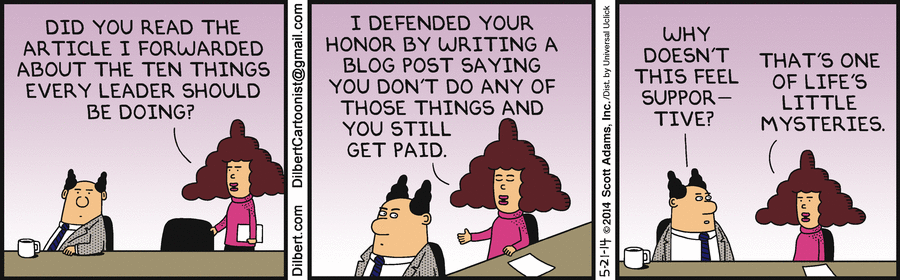 DID YOU READ THE
ARTICLE I FORWARDED
ABOUT THE TEN THINGS
EVERY LEADER SHOULD
BE DOING?
Dilbert.com DilbertCartoonist@gmail.com
I DEFENDED YOUR
HONOR BY WRITING A
BLOG POST SAYING
YOU DON'T DO ANY OF
THOSE THINGS AND
YOU STILL
GET PAID.
5-21-14 ©2014 Scott Adams, Inc. /Dist. by Universal Uclick
WHY
DOESN'T
THIS FEEL
SUPPOR-
TIVE?
THAT'S ONE
OF LIFE'S
LITTLE
MYSTERIES.